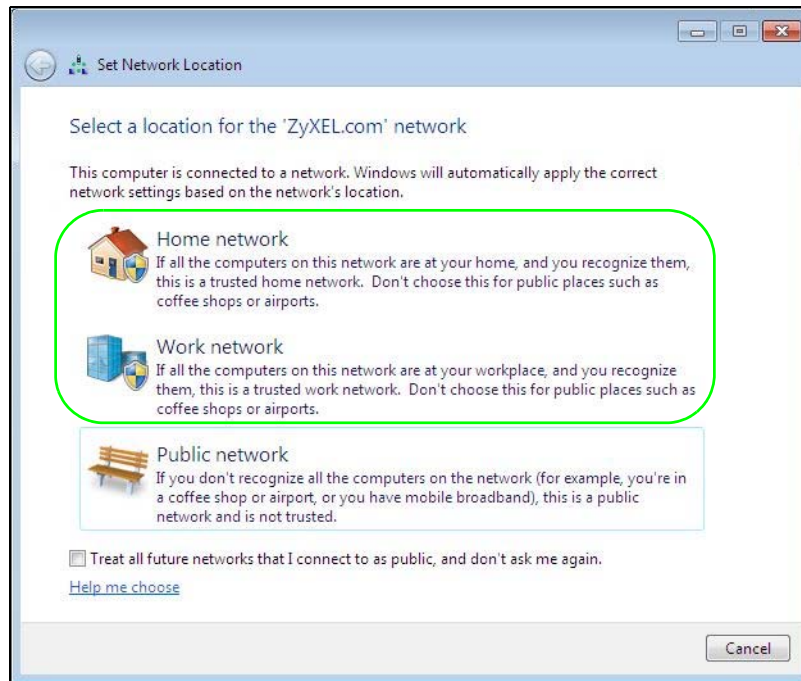 Set Network Location
Select a location for the 'ZyXEL.com' network
This computer is connected to a network. Windows will automatically apply the correct
network settings based on the network's location.
Home network
If all the computers on this network are at your home, and you recognize them,
this is a trusted home network.  Don't choose this for public places such as
coffee shops or airports.
Work network
If all the computers on this network are at your workplace, and you recognize
them, this is a trusted work network.  Don't choose this for public places such as
coffee shops or airports.
Public network
If you don't recognize all the computers on the network (for example, you're in
a coffee shop or airport, or you have mobile broadband), this is a public
network and is not trusted.
Treat all future networks that I connect to as public, and don't ask me again.
Help me choose
Cancel